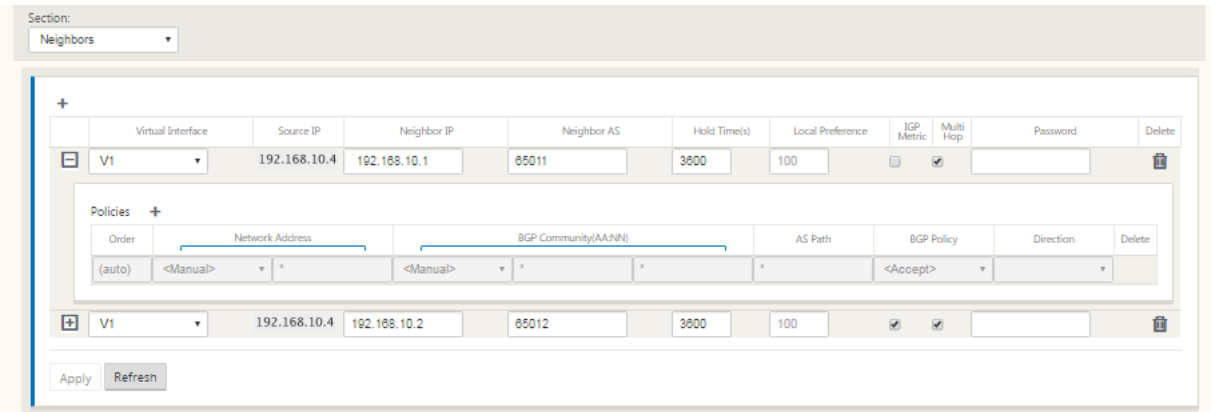 Section:
Neighbors
+
Virtual Interface Source IP Neighbor IP Neighbor AS Hold Time(s) Local Preference IGP Metric Multi Hop Password Delete
V1 192.168.10.4 192.168.10.1 65011 3600 100
Policies +
Order Network Address BGP Community(AA:NN) AS Path BGP Policy Direction Delete
(auto) <Manual> * <Manual> * * * <Accept>
V1 192.168.10.4 192.168.10.2 65012 3600 100
Apply Refresh